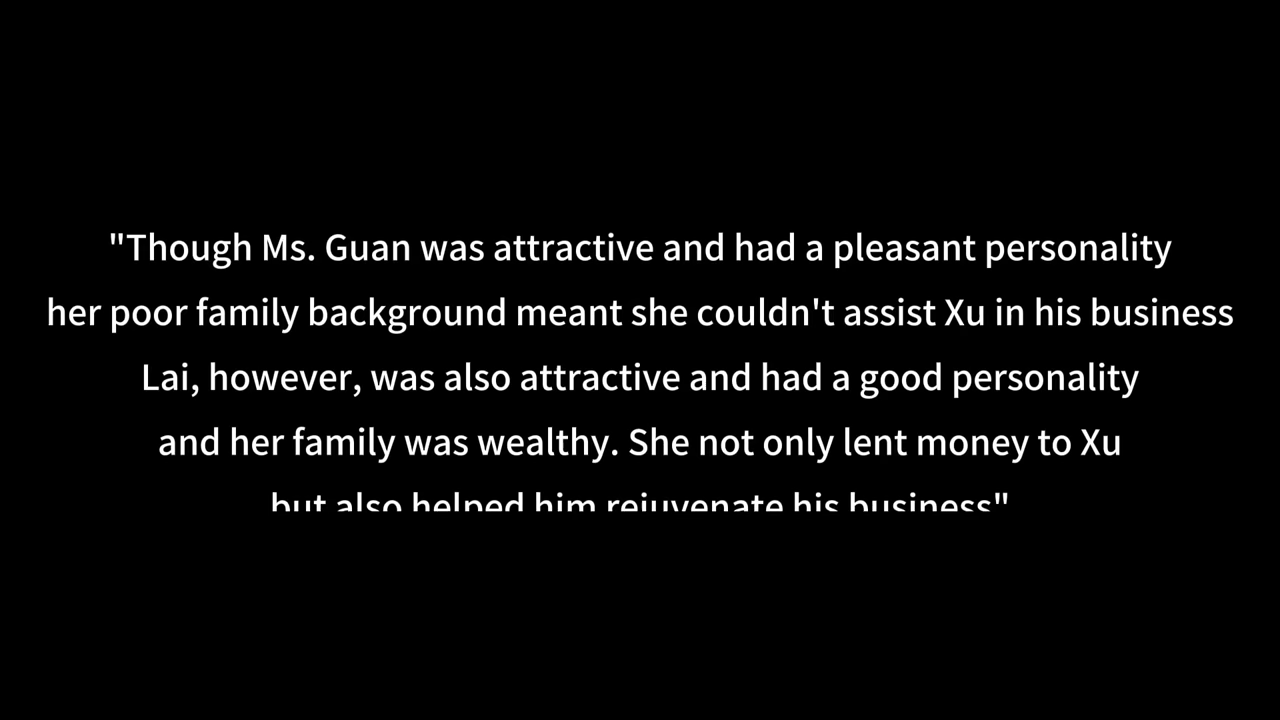 "Though Ms. Guan was attractive and had a pleasant personality
her poor family background meant she couldn't assist Xu in his business
Lai, however, was also attractive and had a good personality
and her family was wealthy. She not only lent money to Xu
but also helped him rejuvenate his business"